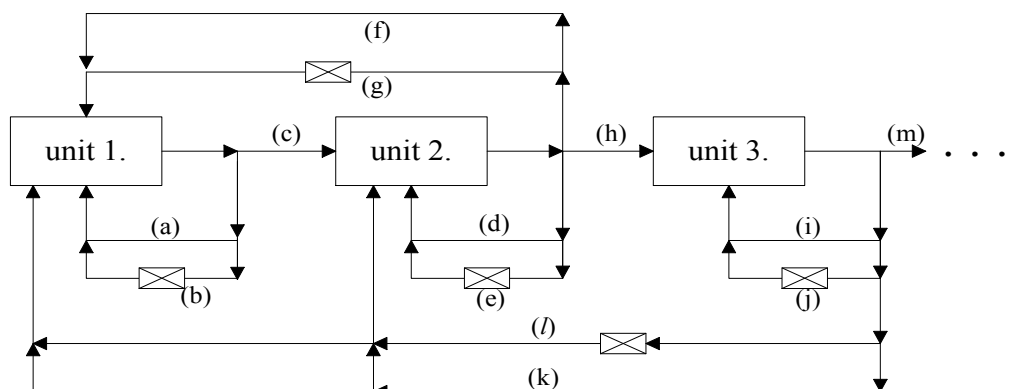 (f)
(g)
unit 1.
(c)
unit 2.
(h)
unit 3.
(m)
. . .
(a)
(d)
(i)
(b)
(e)
(j)
(l)
(k)